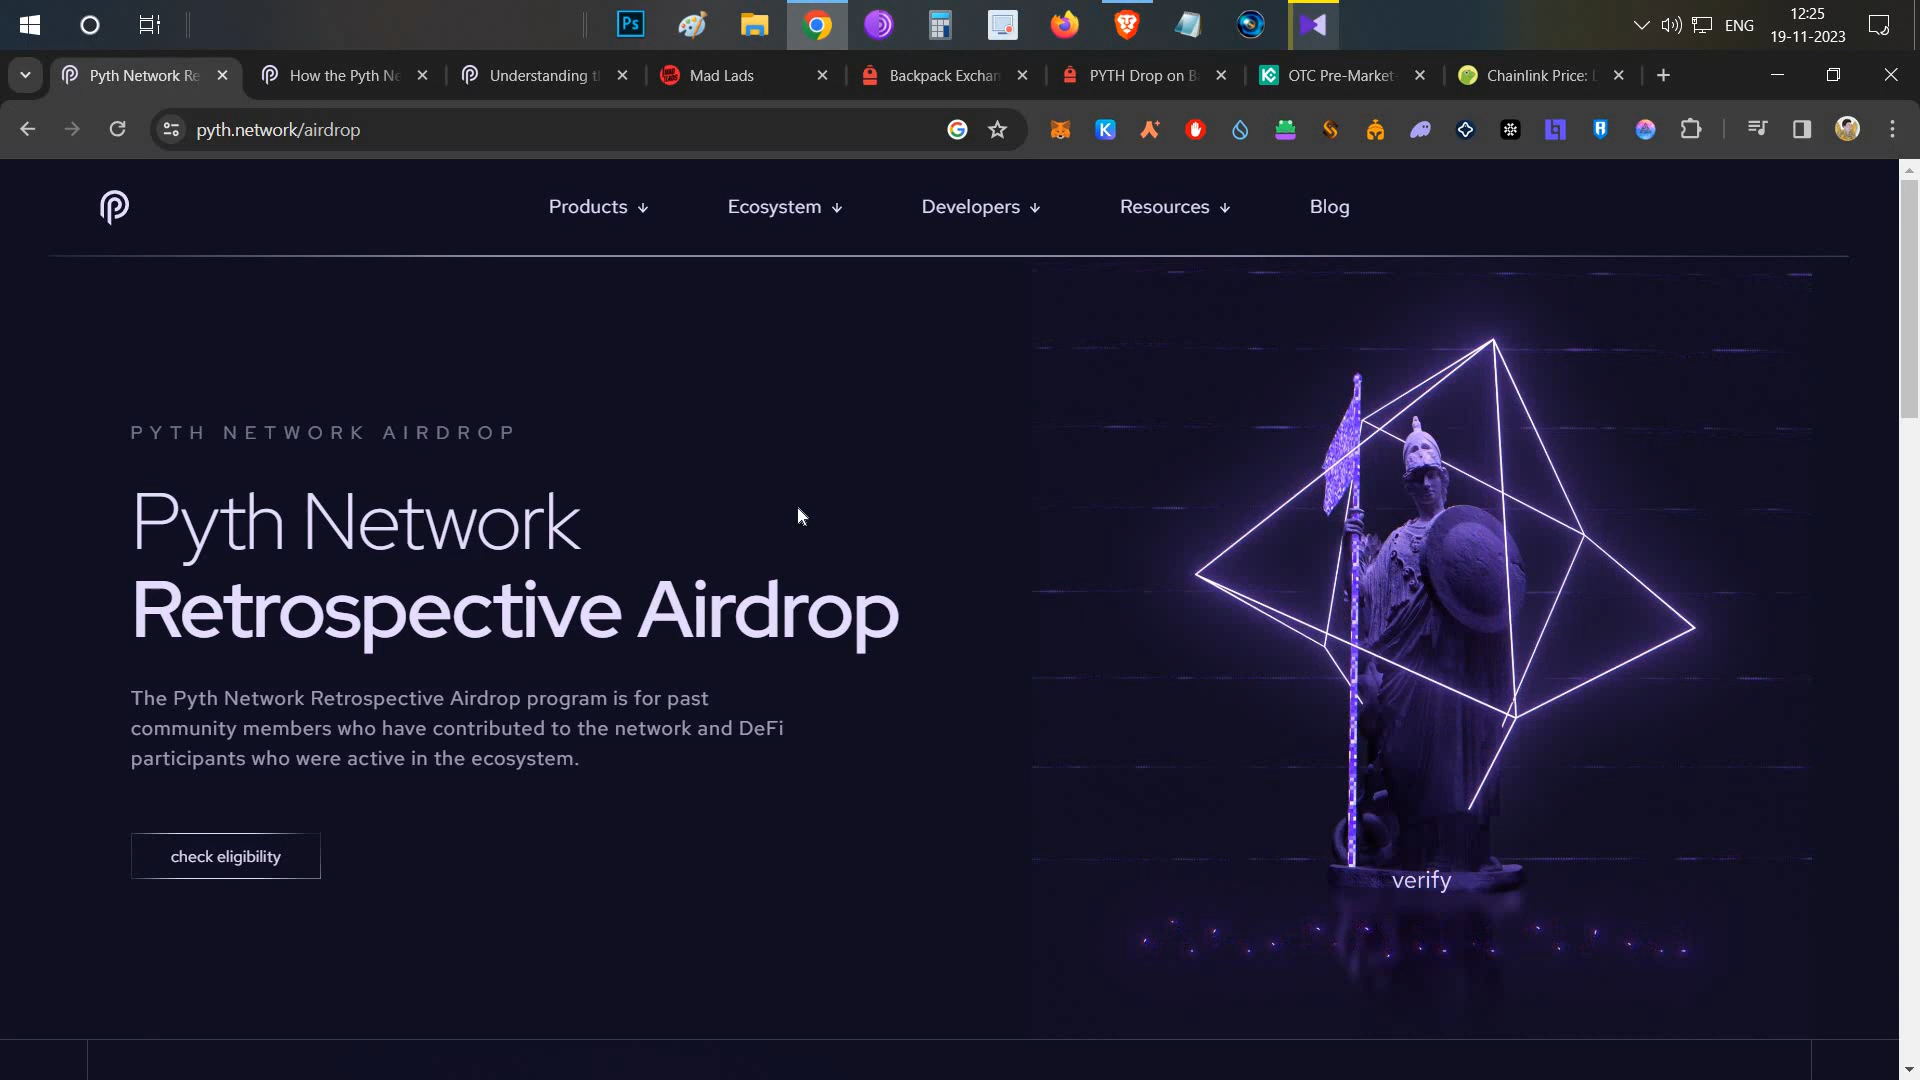 Ps
ENG
12:25
19-11-2023
Pyth Network Re
How the Pyth Ne
Understanding t
Mad Lads
Backpack Exchan
PYTH Drop on B
OTC Pre-Market
Chainlink Price:
pyth.network/airdrop
Products
Ecosystem
Developers
Resources
Blog
PYTH NETWORK AIRDROP
Pyth Network
Retrospective Airdrop
The Pyth Network Retrospective Airdrop program is for past
community members who have contributed to the network and DeFi
participants who were active in the ecosystem.
check eligibility
verify